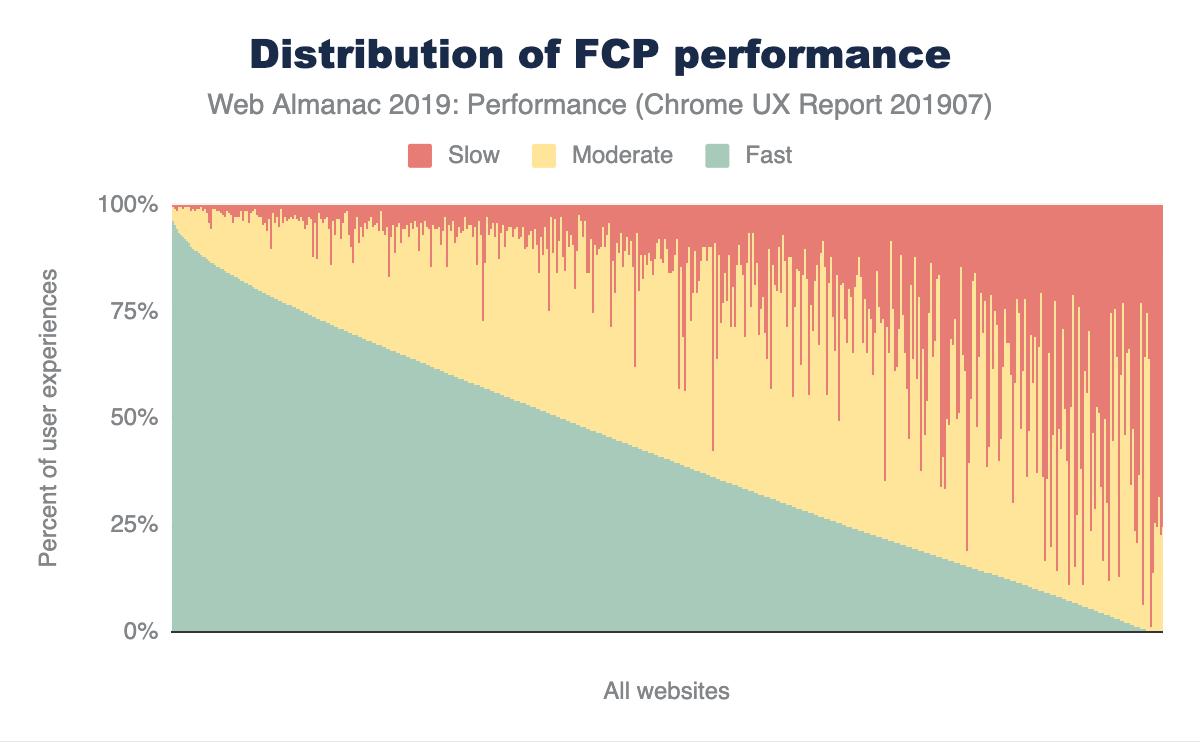 Distribution of FCP performance
Web Almanac 2019: Performance (Chrome UX Report 201907)
Slow Moderate Fast
100%
75%
50%
25%
0%
Percent of user experiences
All websites